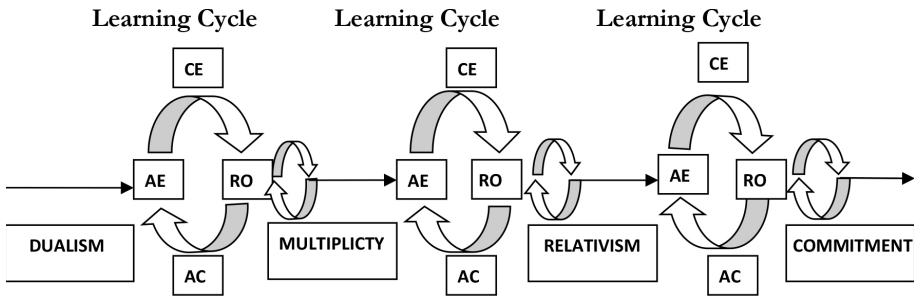 Learning Cycle Learning Cycle Learning Cycle
CE CE CE
AE RO AE RO AE RO
DUALISM MULTIPLICTY RELATIVISM COMMITMENT
AC AC AC